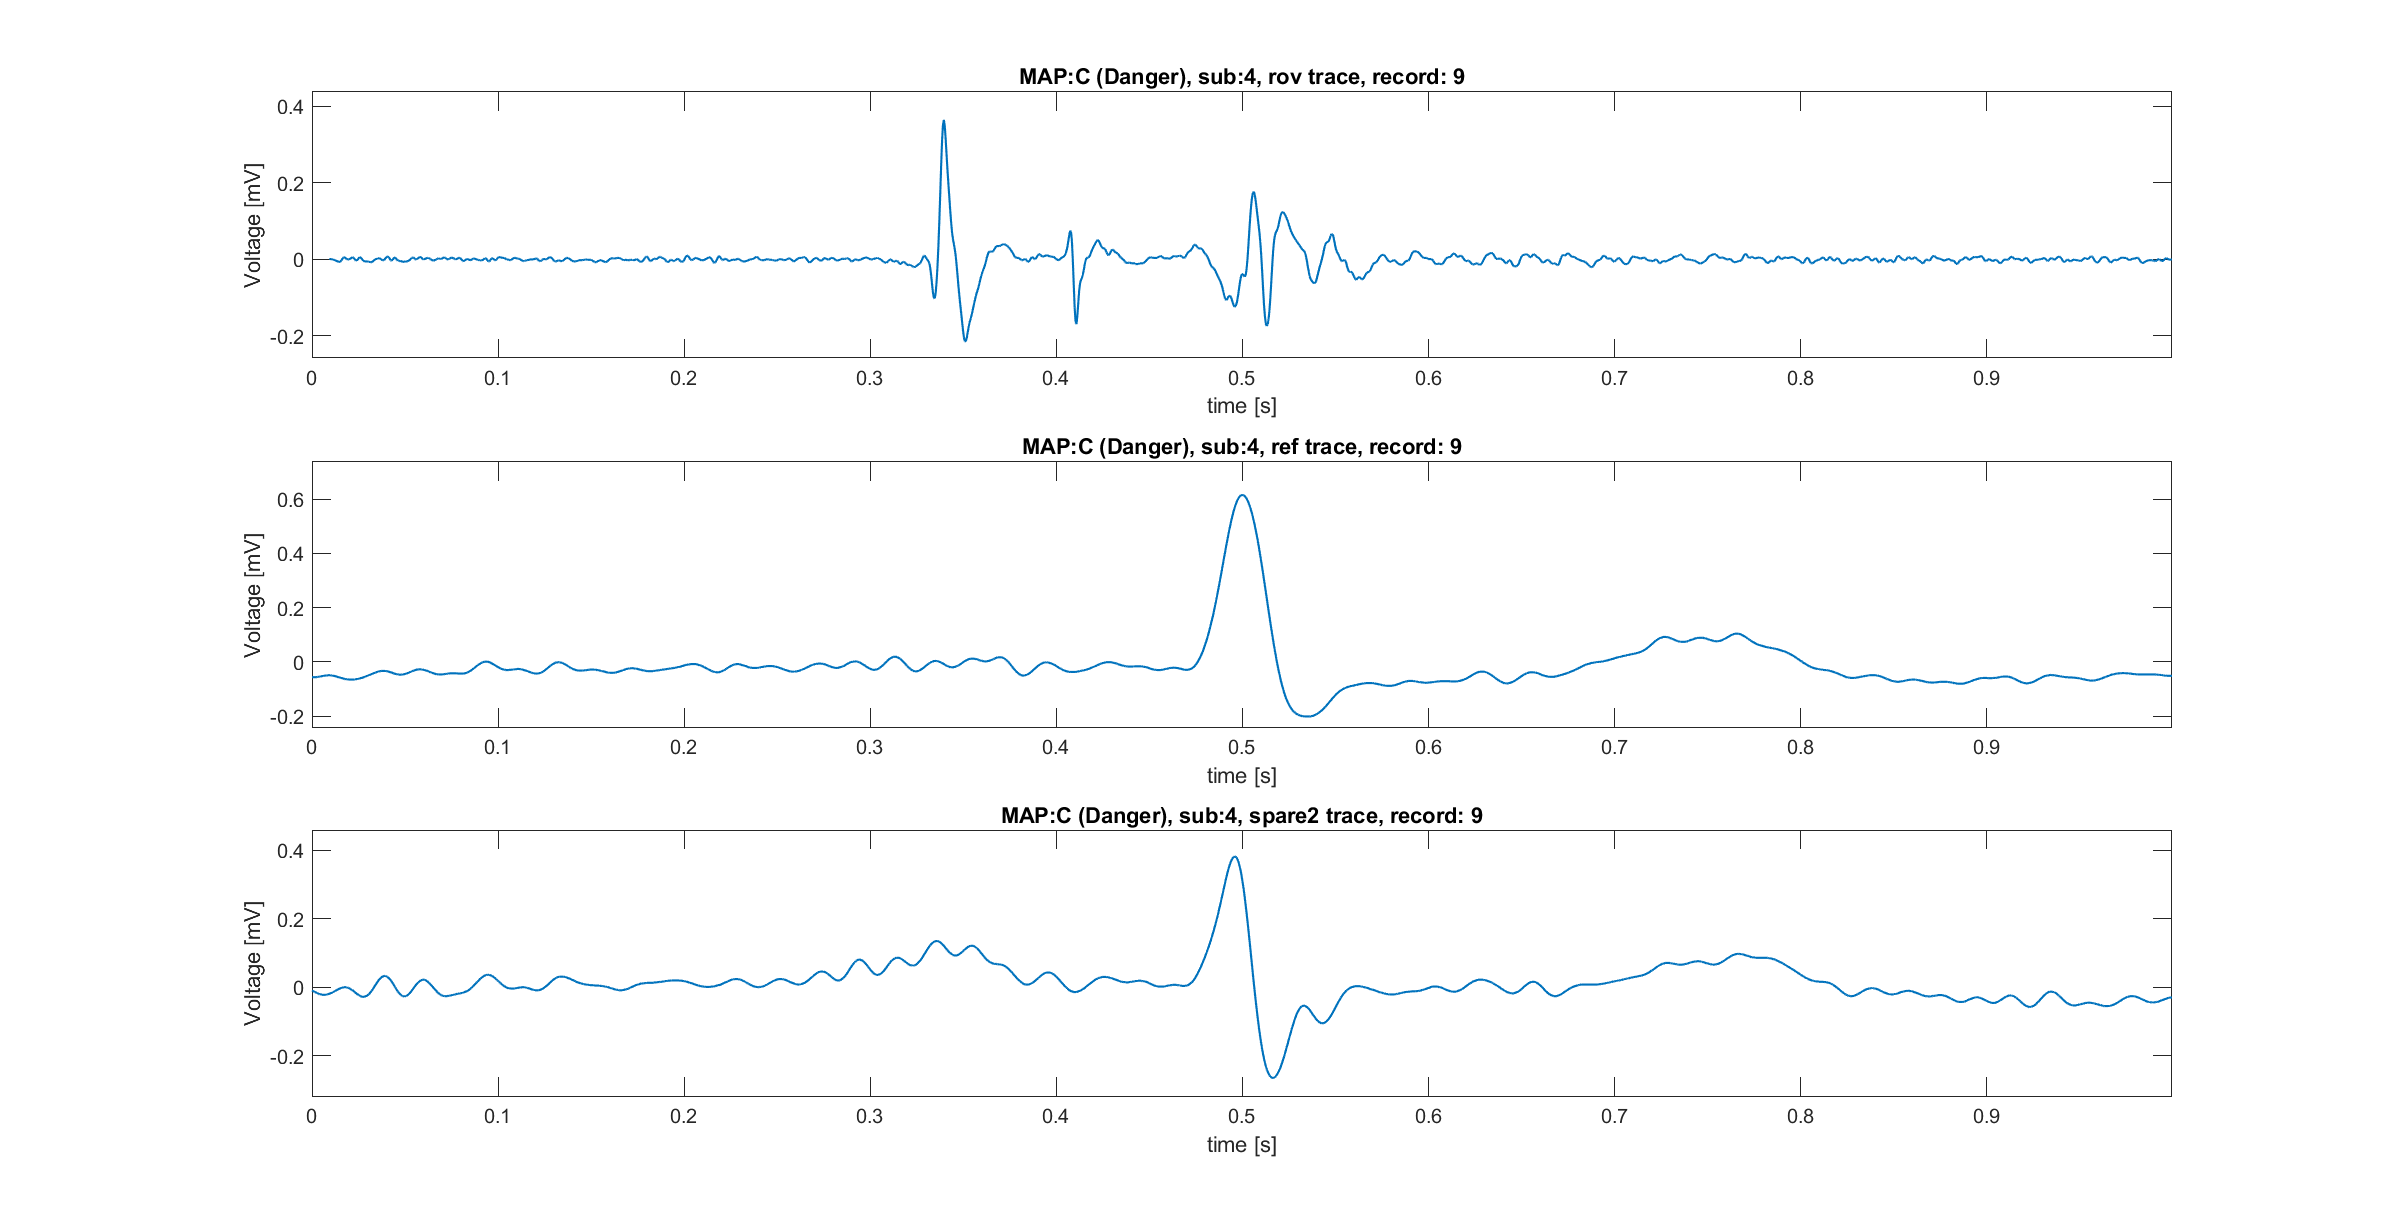 MAP:C (Danger), sub:4, rov trace, record: 9
Voltage [mV]
0.4
0.2
0
-0.2
0 0.1 0.2 0.3 0.4 0.5 0.6 0.7 0.8 0.9
time [s]
MAP:C (Danger), sub:4, ref trace, record: 9
Voltage [mV]
0.6
0.4
0.2
0
-0.2
0 0.1 0.2 0.3 0.4 0.5 0.6 0.7 0.8 0.9
time [s]
MAP:C (Danger), sub:4, spare2 trace, record: 9
Voltage [mV]
0.4
0.2
0
-0.2
0 0.1 0.2 0.3 0.4 0.5 0.6 0.7 0.8 0.9
time [s]